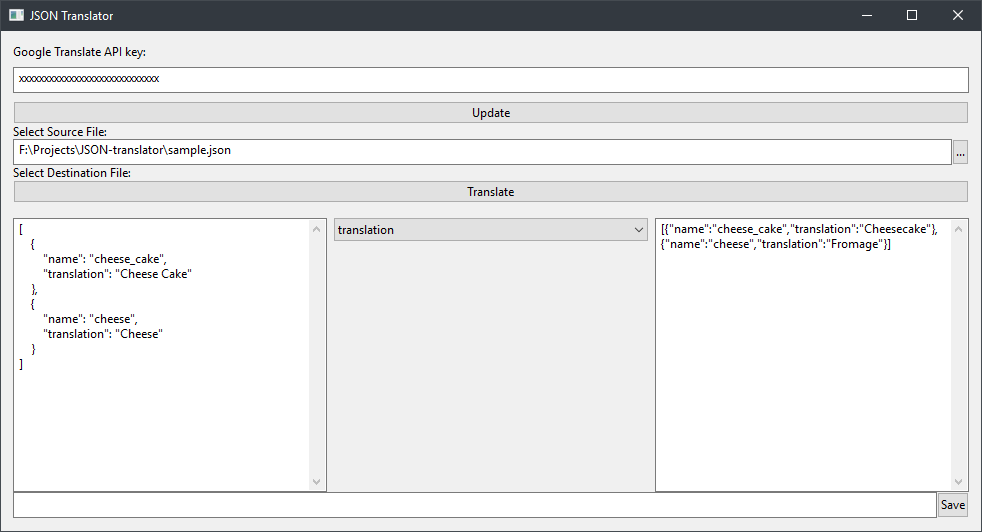 JSON Translator
Google Translate API key:
xxxxxxxxxxxxxxxxxxxxxxxxxxxx
Update
Select Source File:
F:\Projects\JSON-translator\sample.json
...
Select Destination File:
Translate
[
{
"name": "cheese_cake",
"translation": "Cheese Cake"
},
{
"name": "cheese",
"translation": "Cheese"
}
]
translation
[{"name":"cheese_cake","translation":"Cheesecake"},
{"name":"cheese","translation":"Fromage"}]
Save